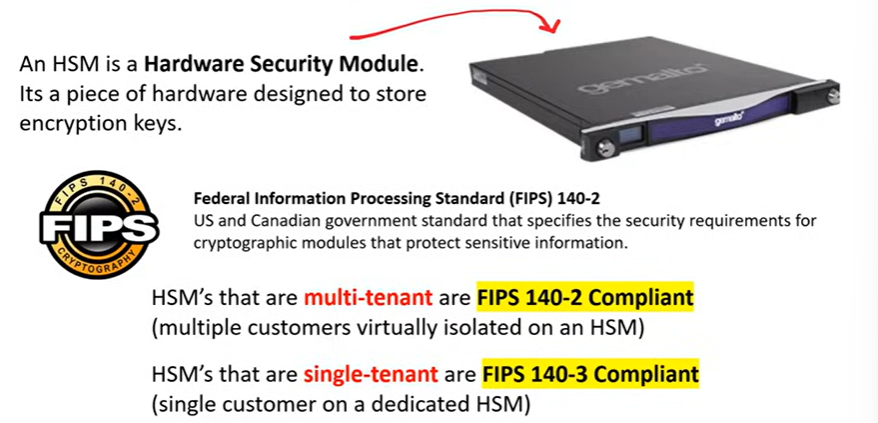 An HSM is a Hardware Security Module.
Its a piece of hardware designed to store
encryption keys.
gemalto
gemalto
FIPS 140-2
FIPS
CRYPTOGRAPHY
Federal Information Processing Standard (FIPS) 140-2
US and Canadian government standard that specifies the security requirements for
cryptographic modules that protect sensitive information.
HSM’s that are multi-tenant are FIPS 140-2 Compliant
(multiple customers virtually isolated on an HSM)
HSM’s that are single-tenant are FIPS 140-3 Compliant
(single customer on a dedicated HSM)